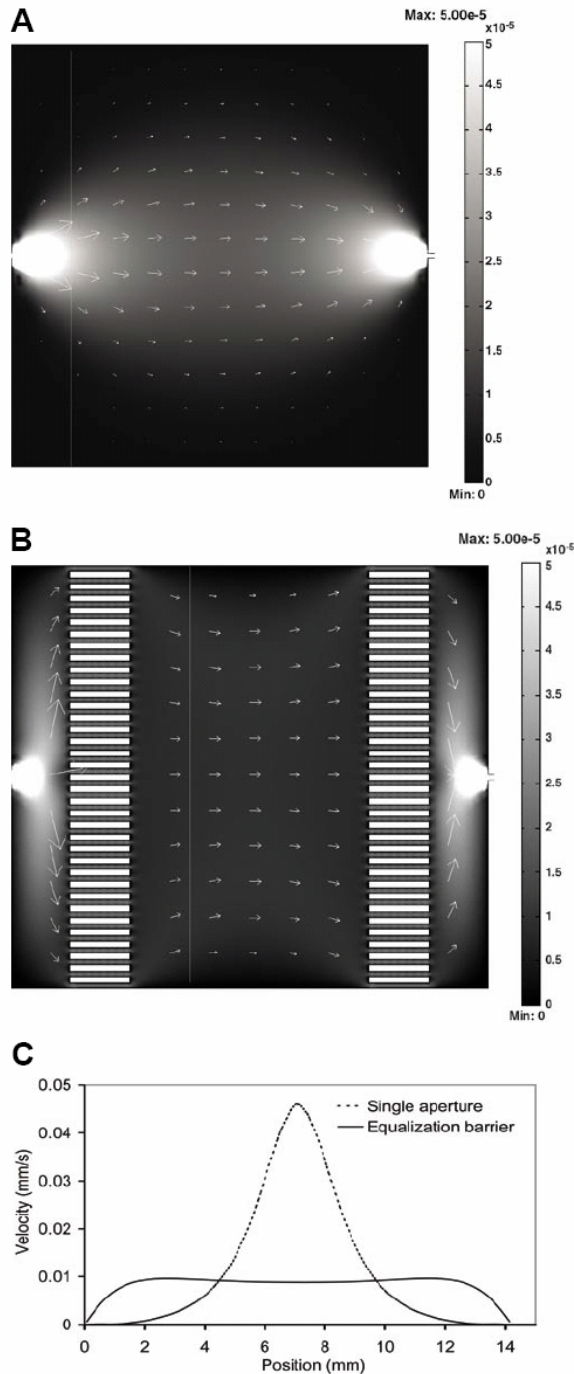 A
Max: 5.00e-5
x10⁻⁵
5
4.5
4
3.5
3
2.5
2
1.5
1
0.5
0
Min: 0
B
Max: 5.00e-5
x10⁻⁵
5
4.5
4
3.5
3
2.5
2
1.5
1
0.5
0
Min: 0
C
0.05
0.04
0.03
0.02
0.01
0
Velocity (mm/s)
Single aperture
Equalization barrier
0 2 4 6 8 10 12 14
Position (mm)